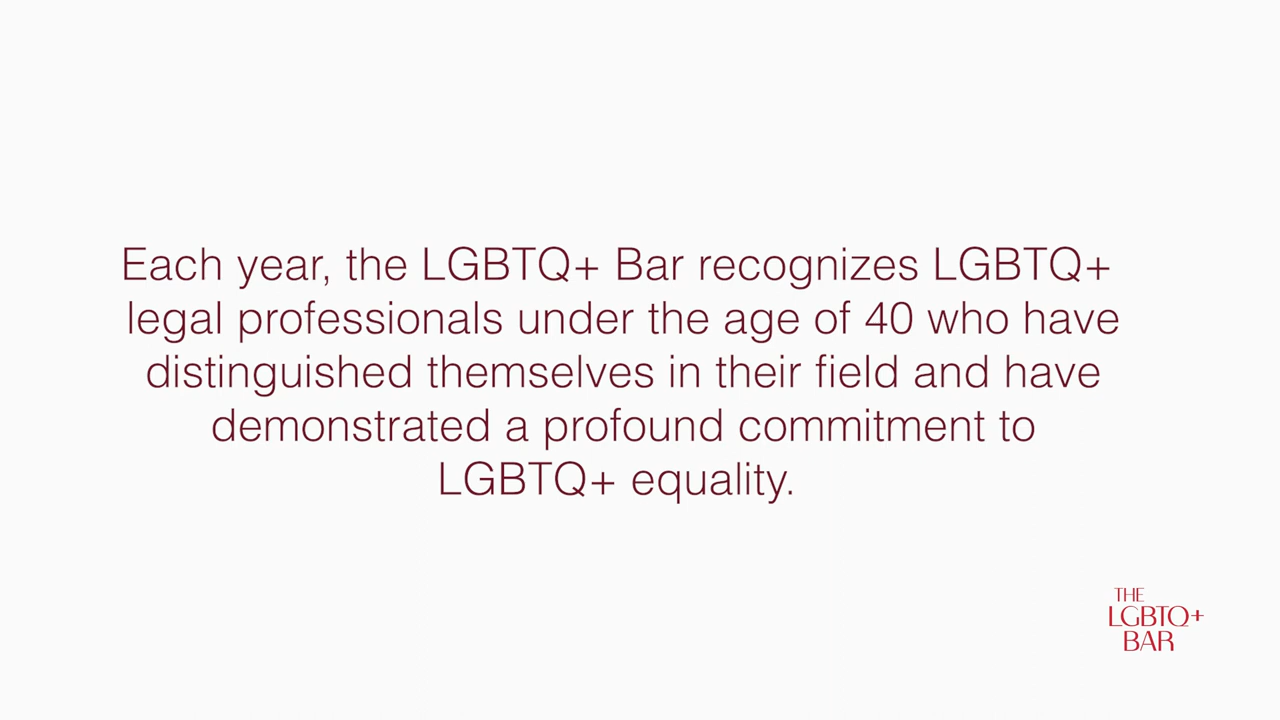 Each year, the LGBTQ+ Bar recognizes LGBTQ+
legal professionals under the age of 40 who have
distinguished themselves in their field and have
demonstrated a profound commitment to
LGBTQ+ equality.
THE
LGBTQ+
BAR